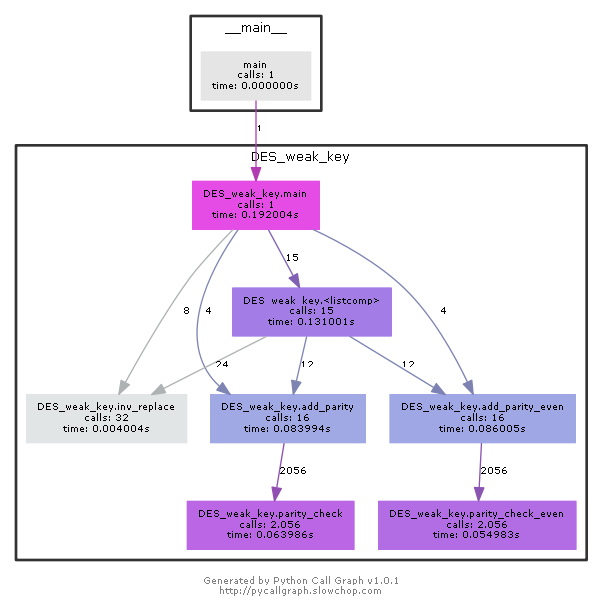 __main__
main
calls: 1
time: 0.000000s
1
DES_weak_key
DES_weak_key.main
calls: 1
time: 0.192004s
15
8
4
4
DES_weak_key.<listcomp>
calls: 15
time: 0.131001s
24
12
12
DES_weak_key.inv_replace
calls: 32
time: 0.004004s
DES_weak_key.add_parity
calls: 16
time: 0.083994s
DES_weak_key.add_parity_even
calls: 16
time: 0.086005s
2056
2056
DES_weak_key.parity_check
calls: 2.056
time: 0.063986s
DES_weak_key.parity_check_even
calls: 2.056
time: 0.054983s
Generated by Python Call Graph v1.0.1
http://pycallgraph.slowchop.com